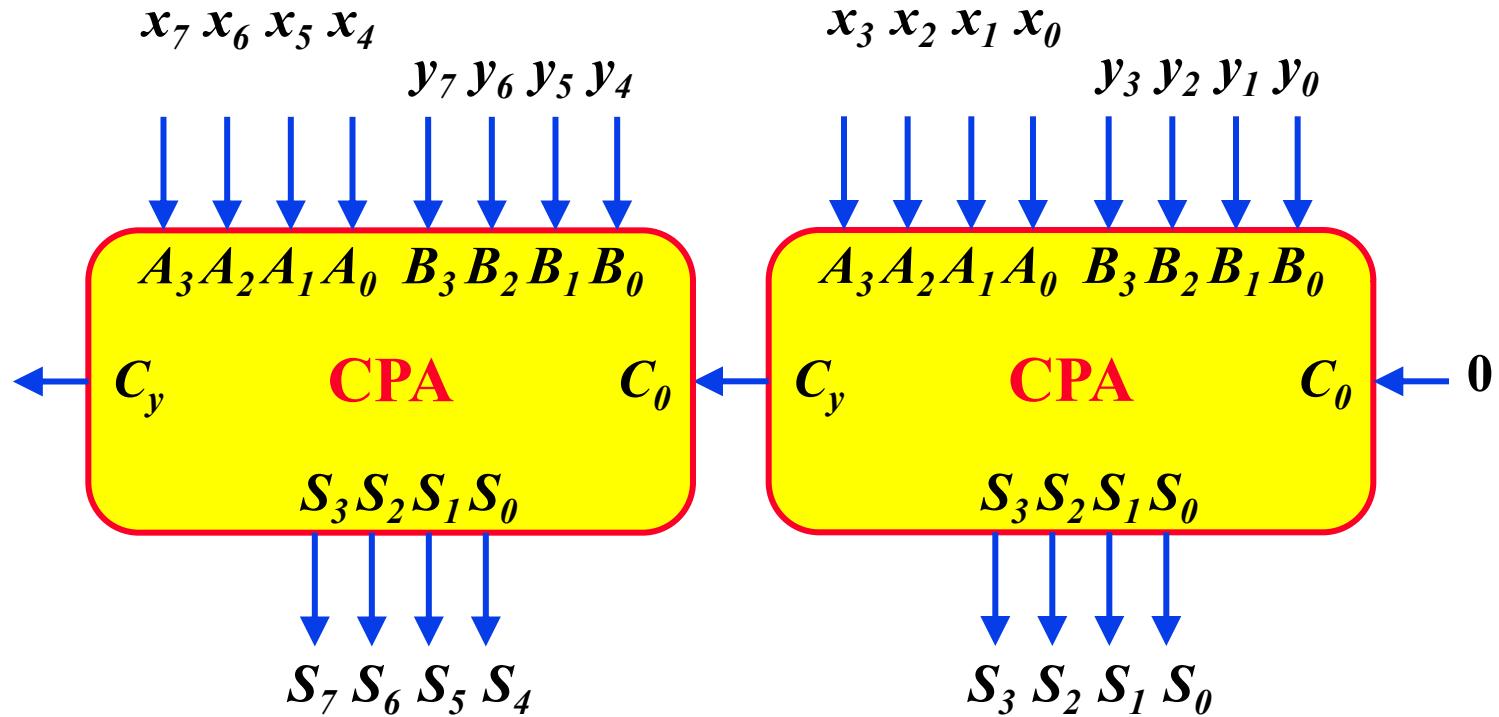 x₇ x₆ x₅ x₄
x₃ x₂ x₁ x₀
y₇ y₆ y₅ y₄
y₃ y₂ y₁ y₀
A₃ A₂ A₁ A₀ B₃ B₂ B₁ B₀
A₃ A₂ A₁ A₀ B₃ B₂ B₁ B₀
C_y CPA C₀
C_y CPA C₀ 0
S₃ S₂ S₁ S₀
S₃ S₂ S₁ S₀
S₇ S₆ S₅ S₄
S₃ S₂ S₁ S₀